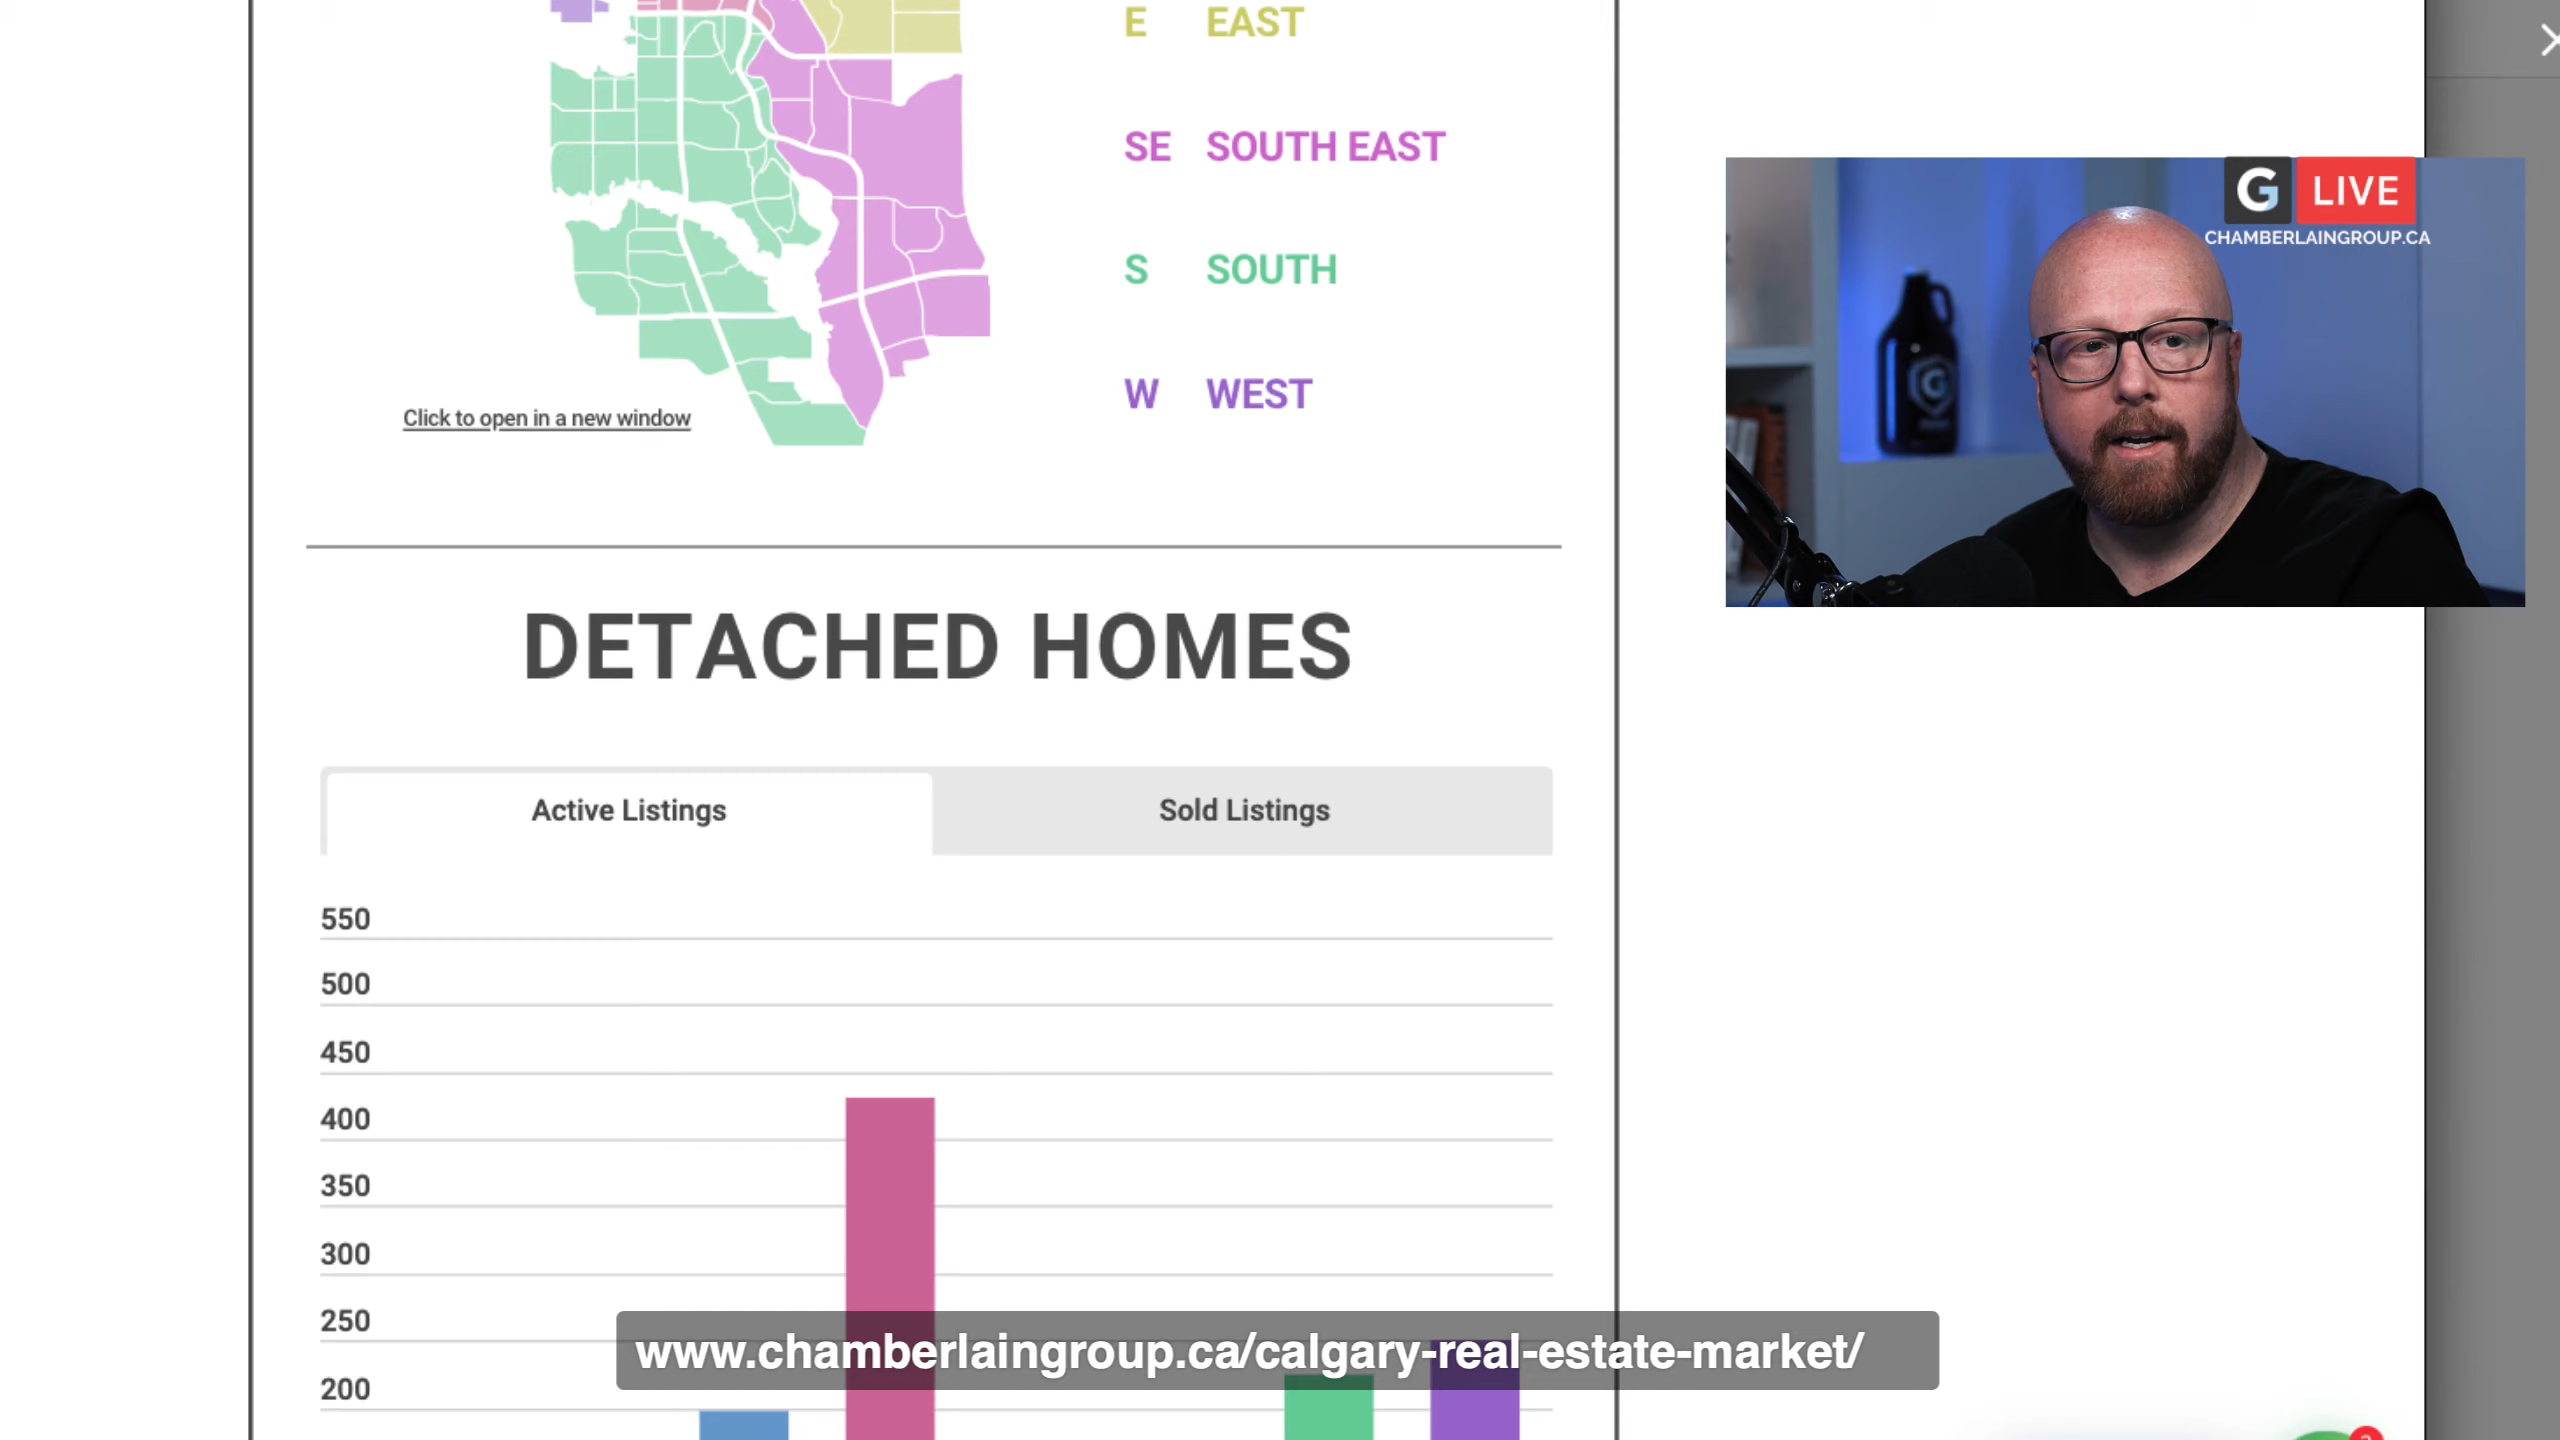 E EAST
SE SOUTH EAST
S SOUTH
W WEST
Click to open in a new window
G LIVE
CHAMBERLAINGROUP.CA
DETACHED HOMES
Active Listings
Sold Listings
550
500
450
400
350
300
250
200
www.chamberlaingroup.ca/calgary-real-estate-market/